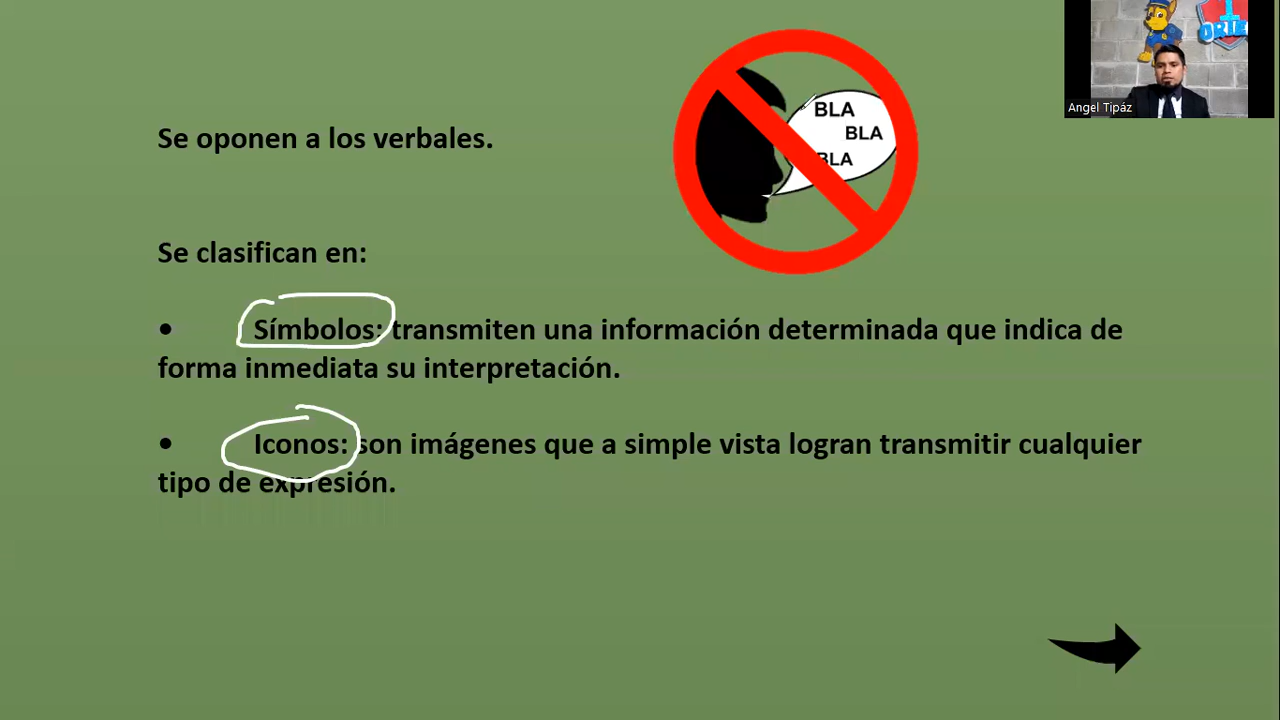 BLA
BLA
BLA
Angel Tipáz
Se oponen a los verbales.
Se clasifican en:
• Símbolos: transmiten una información determinada que indica de
forma inmediata su interpretación.
• Iconos: son imágenes que a simple vista logran transmitir cualquier
tipo de expresión.